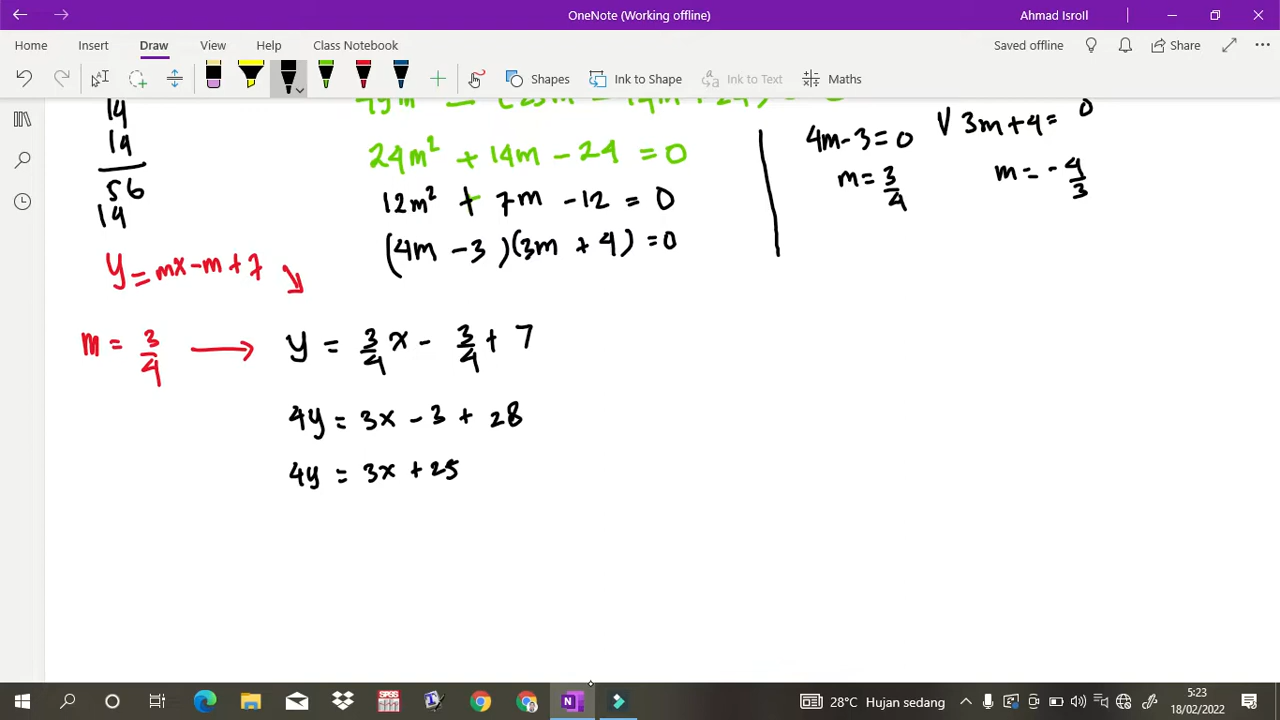 OneNote (Working offline)
Ahmad Isroll
Home Insert Draw View Help Class Notebook
Saved offline
Share
Shapes
Ink to Shape
Ink to Text
Maths
14
14
56
14
24m² + 14m - 24 = 0
12m² + 7m - 12 = 0
(4m - 3)(3m + 4) = 0
4m - 3 = 0 V 3m + 4 = 0
m = 3/4 m = - 4/3
y = mx - m + 7
m = 3/4 → y = 3/4 x - 3/4 + 7
4y = 3x - 3 + 28
4y = 3x + 25
SPSS
28°C Hujan sedang
5:23
18/02/2022